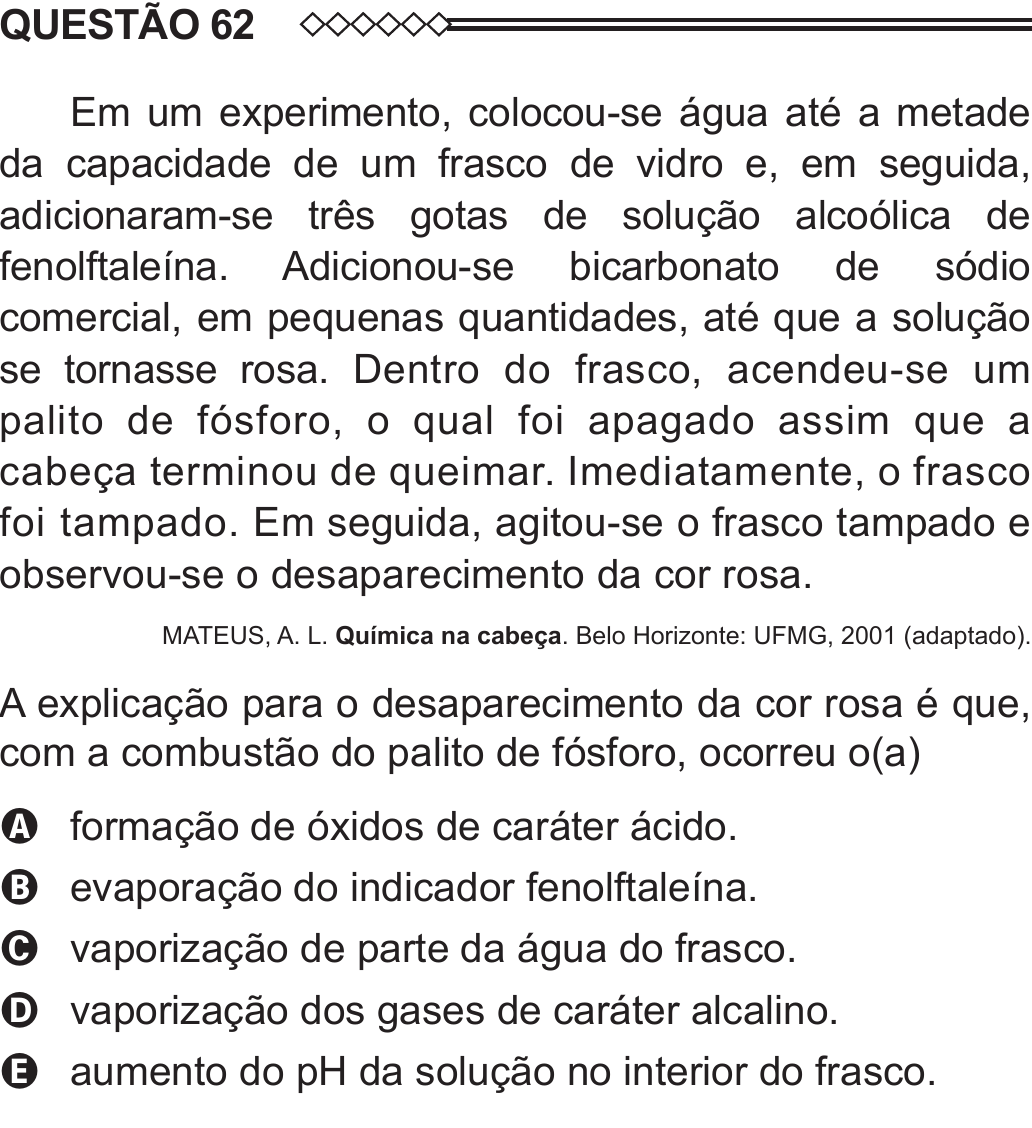 QUESTÃO 62
Em um experimento, colocou-se água até a metade
da capacidade de um frasco de vidro e, em seguida,
adicionaram-se três gotas de solução alcoólica de
fenolftaleína. Adicionou-se bicarbonato de sódio
comercial, em pequenas quantidades, até que a solução
se tornasse rosa. Dentro do frasco, acendeu-se um
palito de fósforo, o qual foi apagado assim que a
cabeça terminou de queimar. Imediatamente, o frasco
foi tampado. Em seguida, agitou-se o frasco tampado e
observou-se o desaparecimento da cor rosa.
MATEUS, A. L. Química na cabeça. Belo Horizonte: UFMG, 2001 (adaptado).
A explicação para o desaparecimento da cor rosa é que,
com a combustão do palito de fósforo, ocorreu o(a)
A formação de óxidos de caráter ácido.
B evaporação do indicador fenolftaleína.
C vaporização de parte da água do frasco.
D vaporização dos gases de caráter alcalino.
E aumento do pH da solução no interior do frasco.